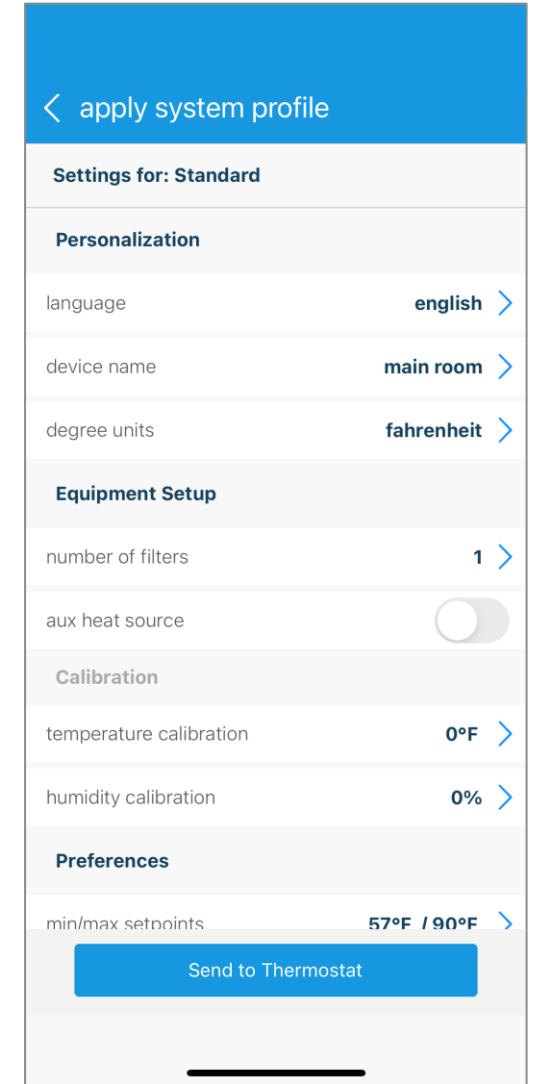 apply system profile
Settings for: Standard
Personalization
language english
device name main room
degree units fahrenheit
Equipment Setup
number of filters 1
aux heat source
Calibration
temperature calibration 0°F
humidity calibration 0%
Preferences
min/max setpoints 57°F / 90°F
Send to Thermostat